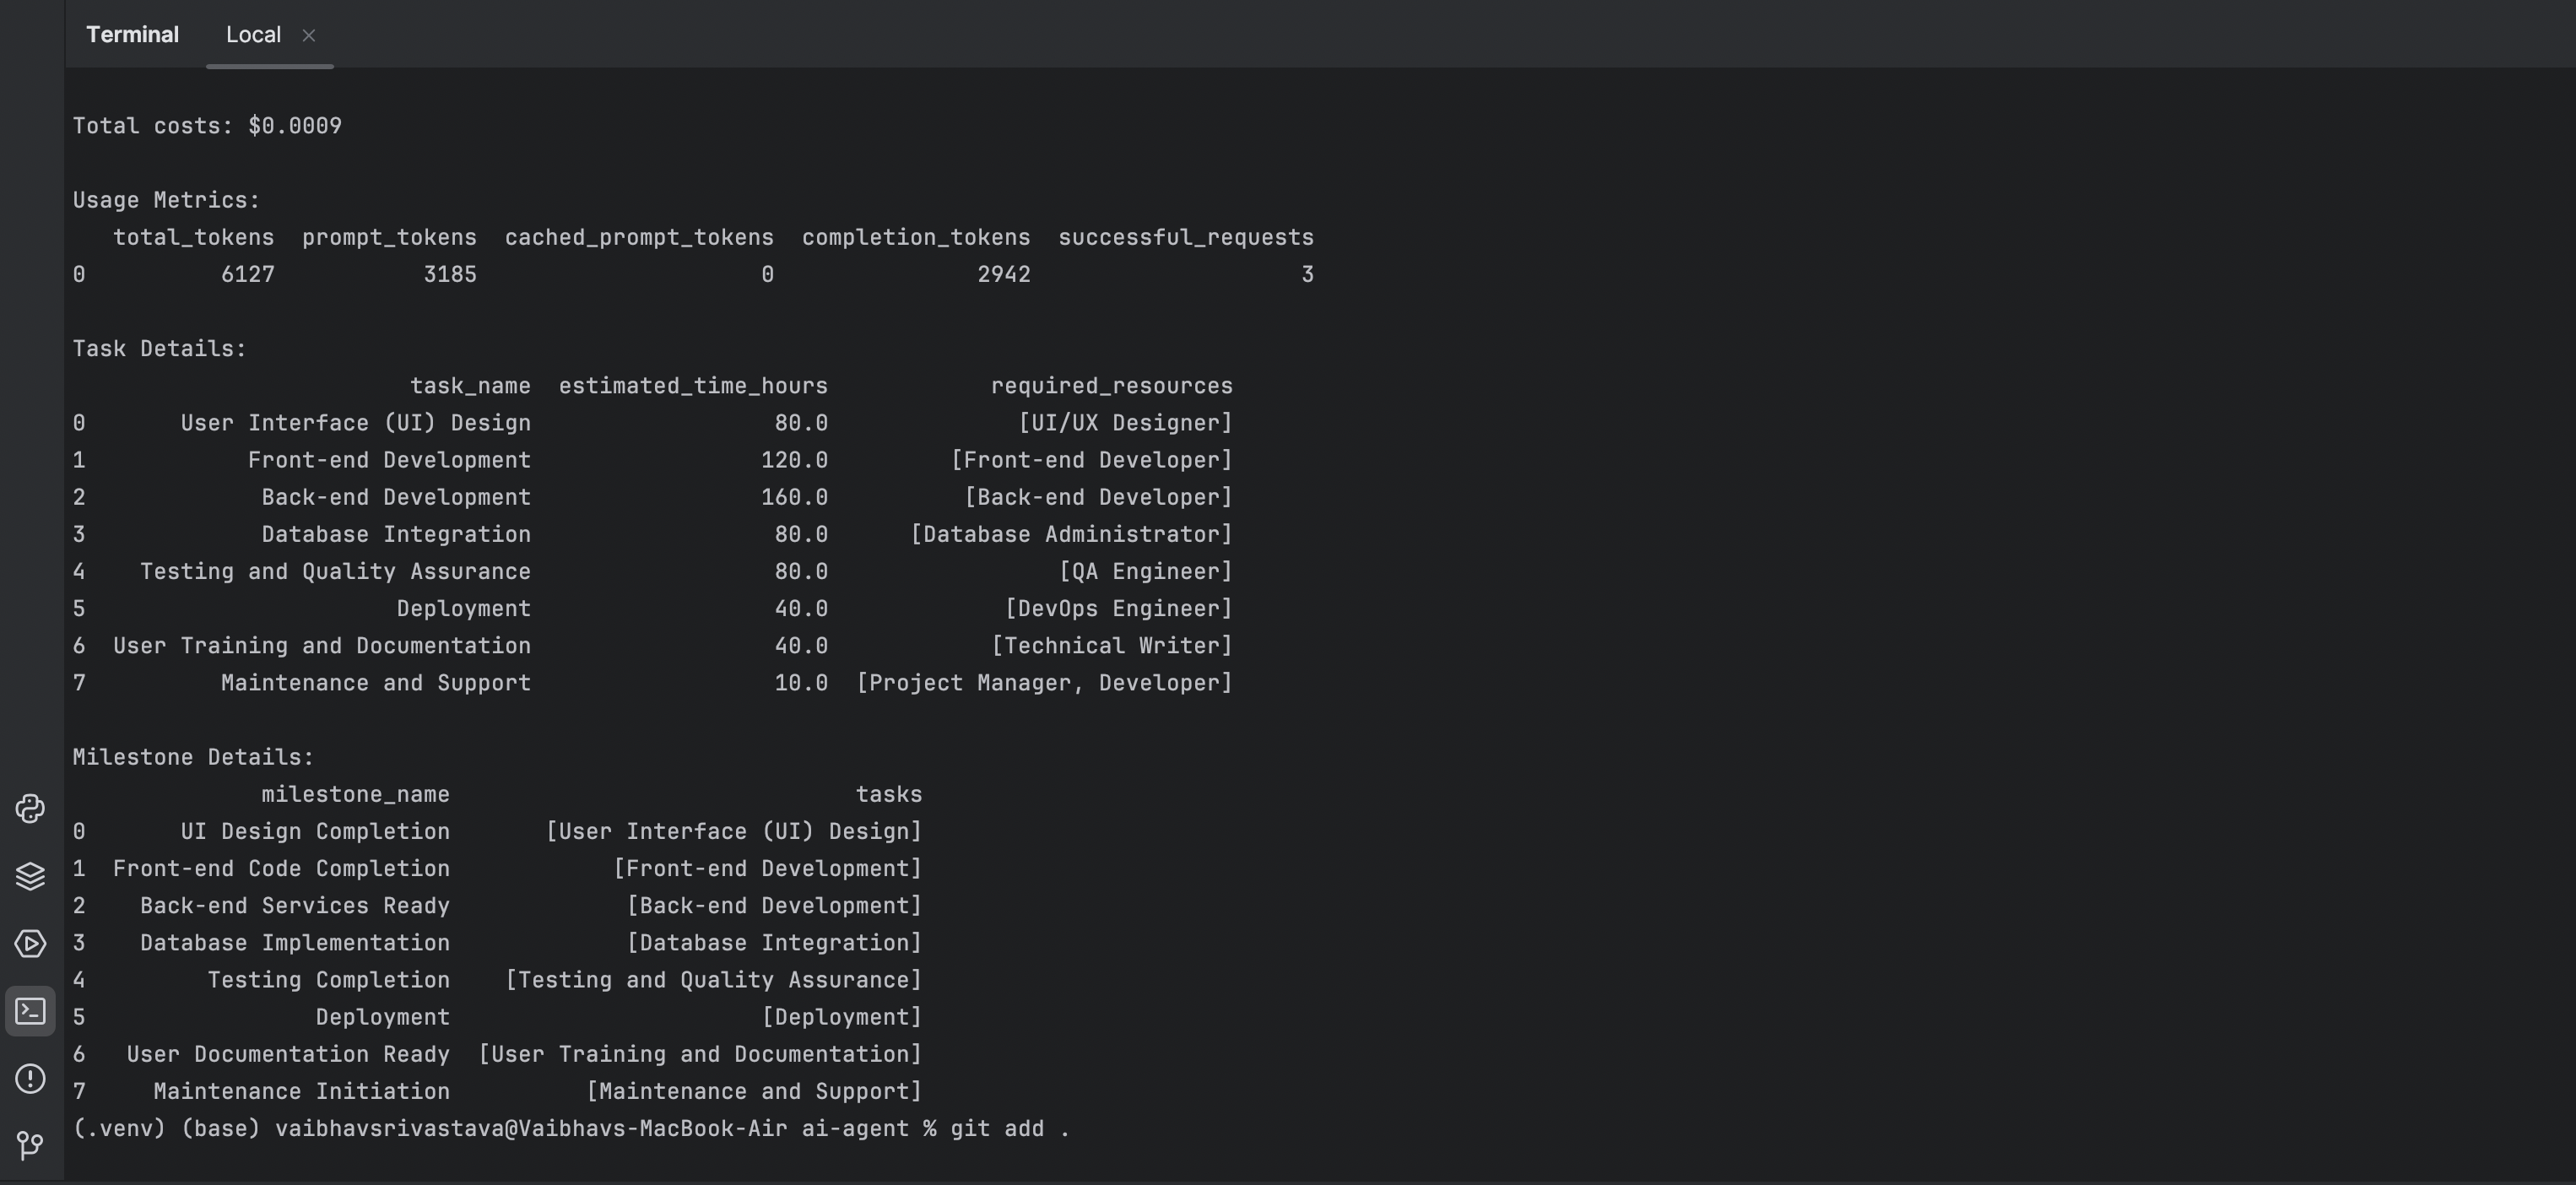 Terminal Local
Total costs: $0.0009
Usage Metrics:
total_tokens prompt_tokens cached_prompt_tokens completion_tokens successful_requests
0 6127 3185 0 2942 3
Task Details:
task_name estimated_time_hours required_resources
0 User Interface (UI) Design 80.0 [UI/UX Designer]
1 Front-end Development 120.0 [Front-end Developer]
2 Back-end Development 160.0 [Back-end Developer]
3 Database Integration 80.0 [Database Administrator]
4 Testing and Quality Assurance 80.0 [QA Engineer]
5 Deployment 40.0 [DevOps Engineer]
6 User Training and Documentation 40.0 [Technical Writer]
7 Maintenance and Support 10.0 [Project Manager, Developer]
Milestone Details:
milestone_name tasks
0 UI Design Completion [User Interface (UI) Design]
1 Front-end Code Completion [Front-end Development]
2 Back-end Services Ready [Back-end Development]
3 Database Implementation [Database Integration]
4 Testing Completion [Testing and Quality Assurance]
5 Deployment [Deployment]
6 User Documentation Ready [User Training and Documentation]
7 Maintenance Initiation [Maintenance and Support]
(.venv) (base) vaibhavsrivastava@Vaibhavs-MacBook-Air ai-agent % git add .